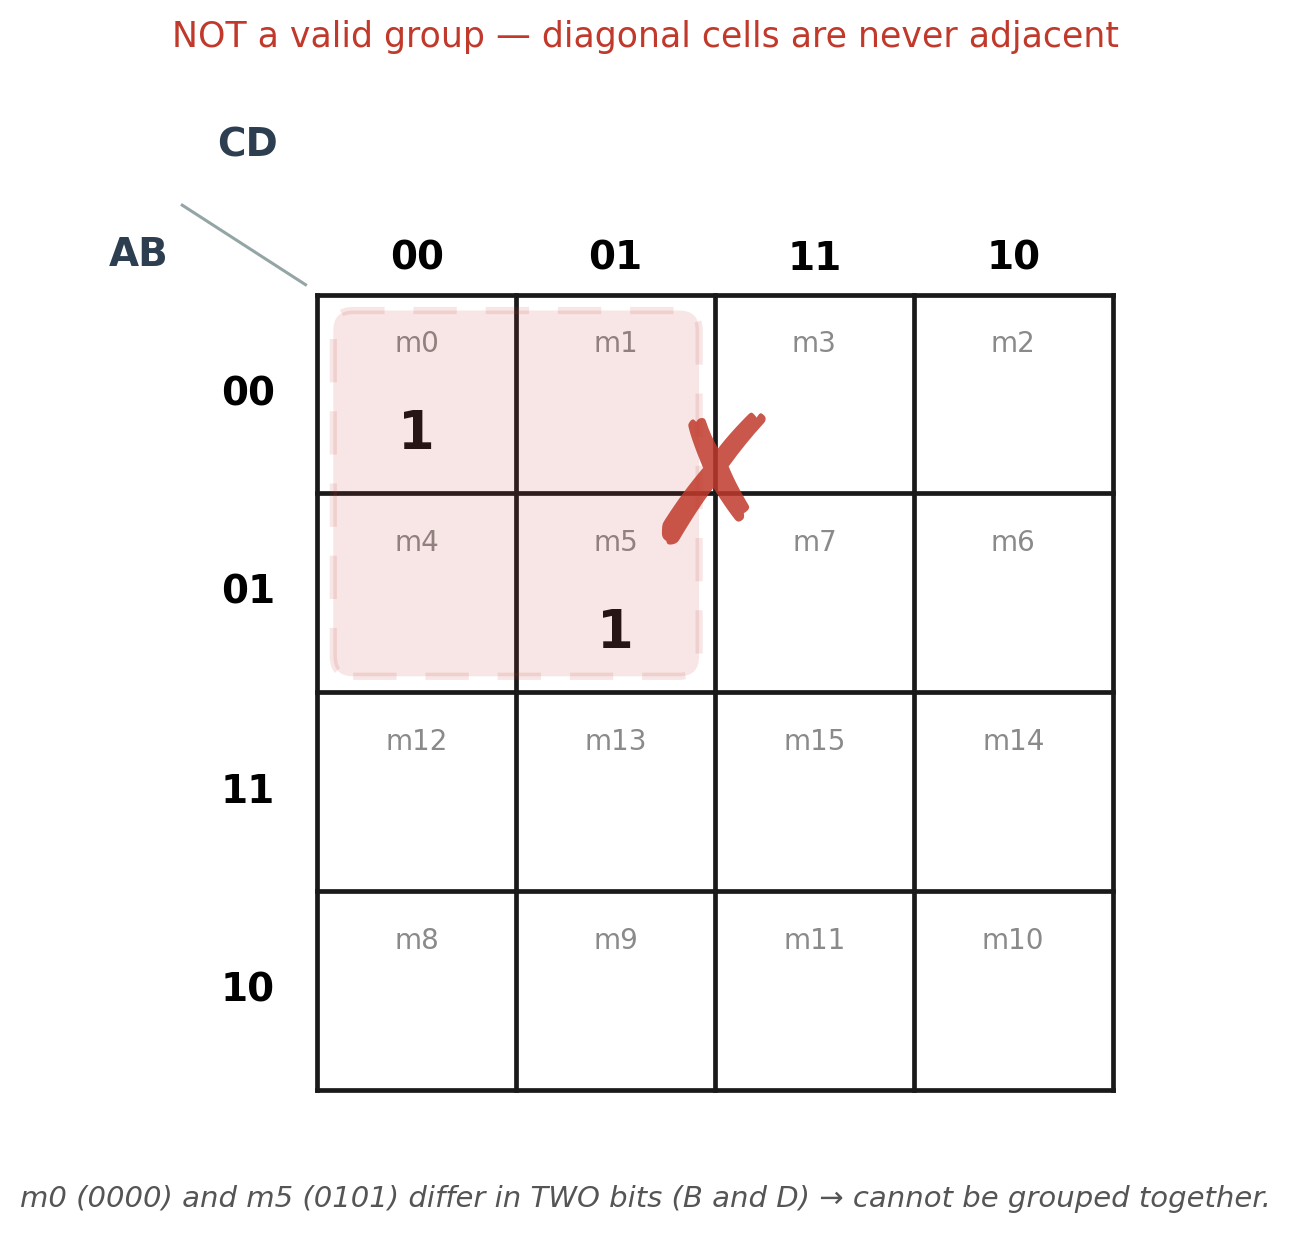 NOT a valid group — diagonal cells are never adjacent
CD
AB
00 01 11 10
00
m0 m1 m3 m2
1
01
m4 m5 m7 m6
1
11
m12 m13 m15 m14
10
m8 m9 m11 m10
m0 (0000) and m5 (0101) differ in TWO bits (B and D) → cannot be grouped together.